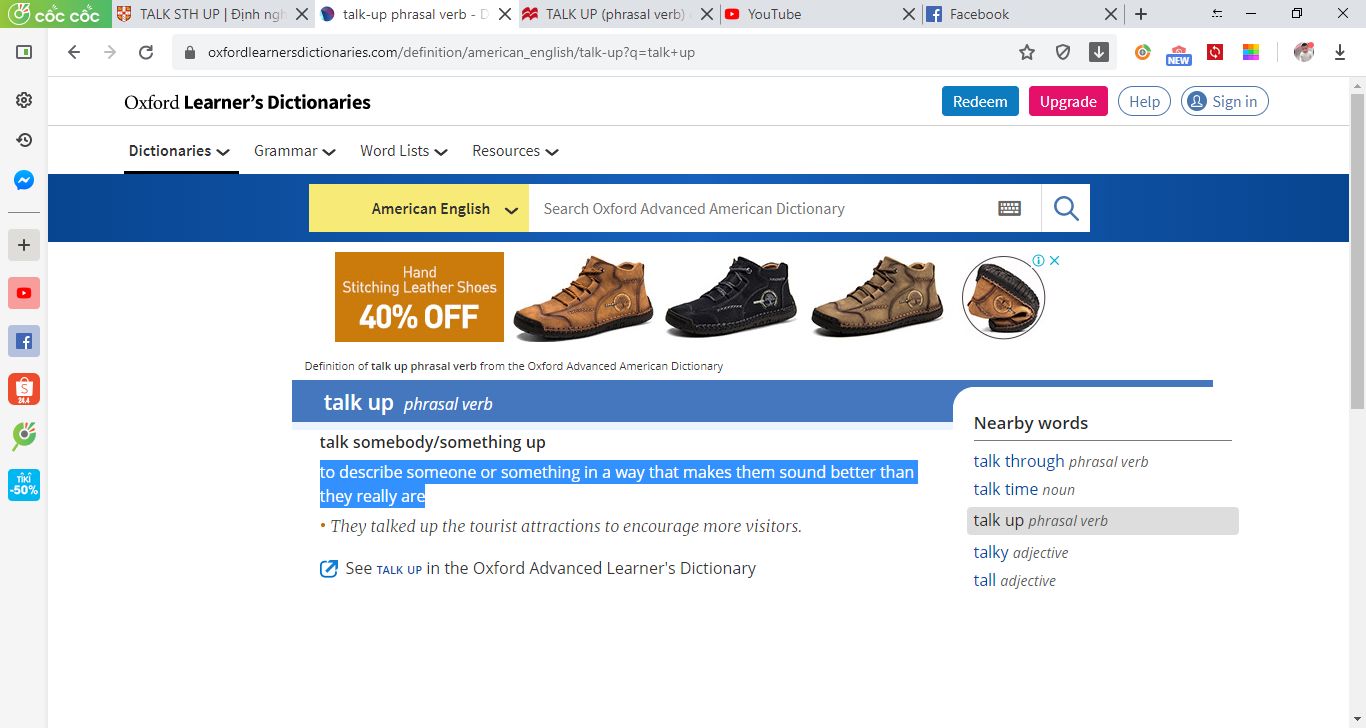 cốc cốc
TALK STH UP | Định ngh
talk-up phrasal verb - D
TALK UP (phrasal verb)
YouTube
Facebook
oxfordlearnersdictionaries.com/definition/american_english/talk-up?q=talk+up
NEW
Oxford Learner's Dictionaries
Redeem
Upgrade
Help
Sign in
Dictionaries
Grammar
Word Lists
Resources
American English
Search Oxford Advanced American Dictionary
Hand
Stitching Leather Shoes
40% OFF
Definition of talk up phrasal verb from the Oxford Advanced American Dictionary
talk up phrasal verb
talk somebody/something up
to describe someone or something in a way that makes them sound better than
they really are
• They talked up the tourist attractions to encourage more visitors.
See TALK UP in the Oxford Advanced Learner's Dictionary
Nearby words
talk through phrasal verb
talk time noun
talk up phrasal verb
talky adjective
tall adjective
S
24.4
TIKI
-50%